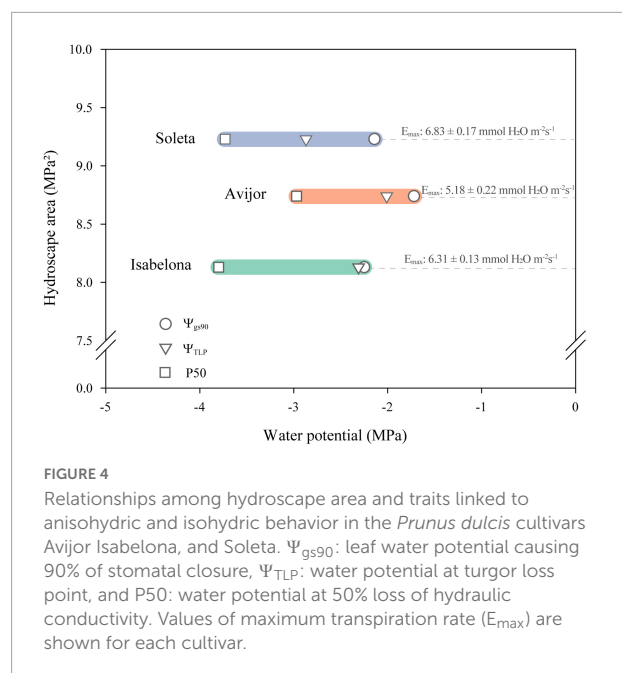 10.0
9.5
9.0
8.5
8.0
7.5
0.0
Hydroscape area (MPa²)
Soleta
Eₘₐₓ: 6.83 ± 0.17 mmol H₂O m⁻²s⁻¹
Avijor
Eₘₐₓ: 5.18 ± 0.22 mmol H₂O m⁻²s⁻¹
Isabelona
Eₘₐₓ: 6.31 ± 0.13 mmol H₂O m⁻²s⁻¹
Ψgs90
ΨTLP
P50
-5 -4 -3 -2 -1 0
Water potential (MPa)
FIGURE 4
Relationships among hydroscape area and traits linked to
anisohydric and isohydric behavior in the Prunus dulcis cultivars
Avijor Isabelona, and Soleta. Ψgs90: leaf water potential causing
90% of stomatal closure, ΨTLP: water potential at turgor loss
point, and P50: water potential at 50% loss of hydraulic
conductivity. Values of maximum transpiration rate (Eₘₐₓ) are
shown for each cultivar.